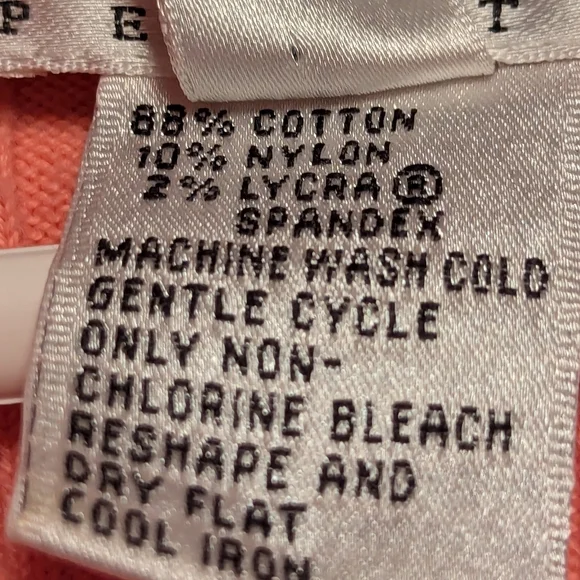 P E T
88% COTTON
10% NYLON
2% LYCRA®
SPANDEX
MACHINE WASH COLD
GENTLE CYCLE
ONLY NON-
CHLORINE BLEACH
RESHAPE AND
DRY FLAT
COOL IRON